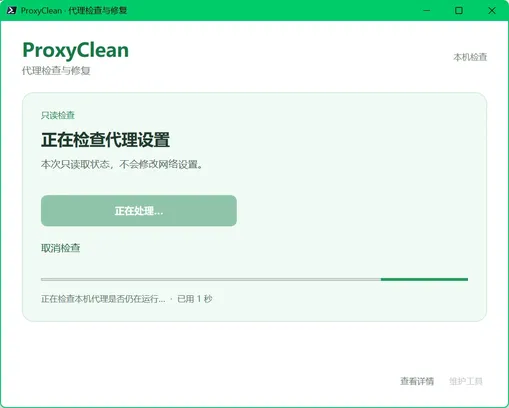 ProxyClean · 代理检查与修复
ProxyClean
代理检查与修复
本机检查
只读检查
正在检查代理设置
本次只读取状态，不会修改网络设置。
正在处理...
取消检查
正在检查本机代理是否仍在运行... · 已用 1 秒
查看详情
维护工具